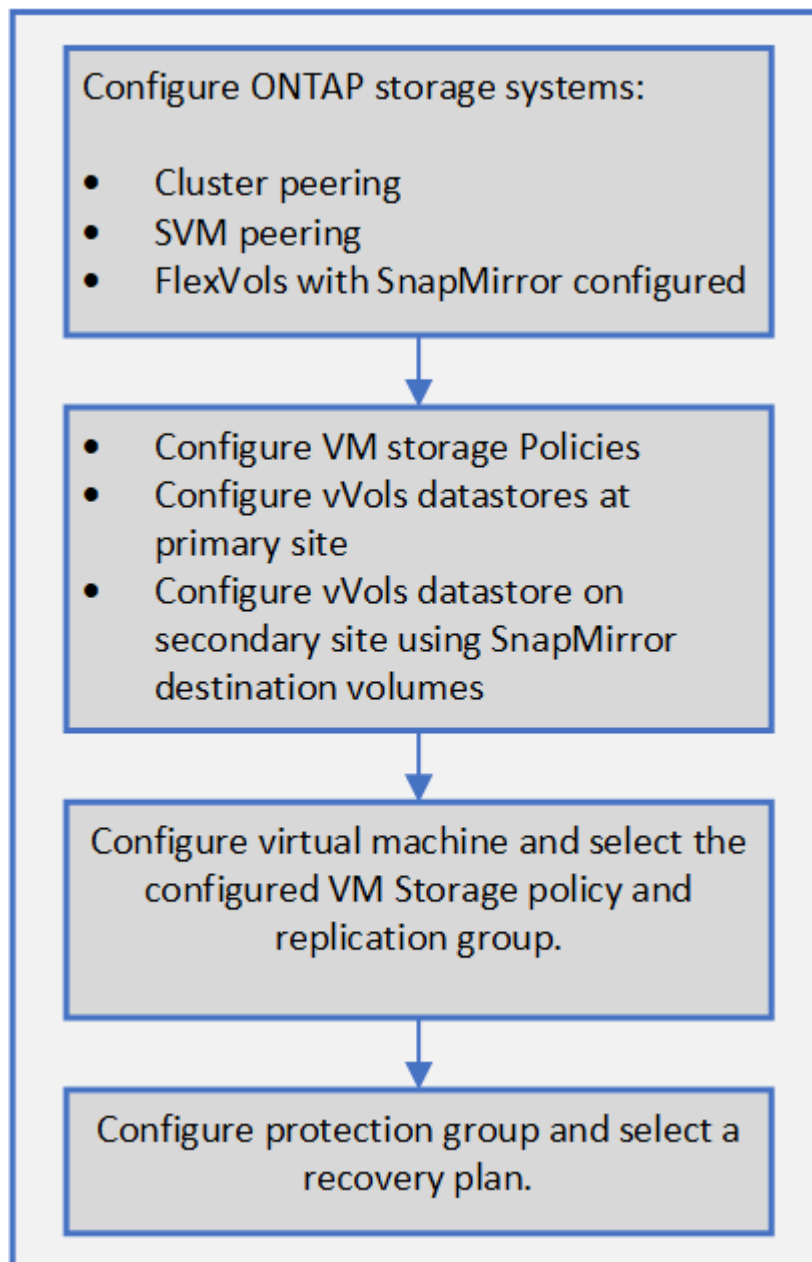 Configure ONTAP storage systems:
• Cluster peering
• SVM peering
• FlexVols with SnapMirror configured
• Configure VM storage Policies
• Configure vVols datastores at
primary site
• Configure vVols datastore on
secondary site using SnapMirror
destination volumes
Configure virtual machine and select the
configured VM Storage policy and
replication group.
Configure protection group and select a
recovery plan.